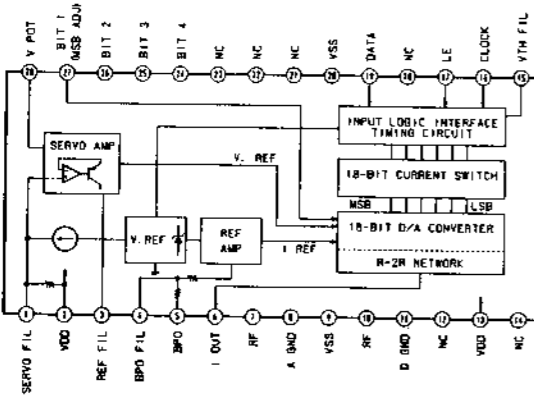 V POT
BIT 1
(MSB ADJ)
BIT 2
BIT 3
BIT 4
NC
NC
NC
VSS
DATA
NC
LE
CLOCK
VTH FIL
28
27
26
25
24
23
22
21
20
19
18
17
16
15
SERVO AMP
INPUT LOGIC INTERFACE
TIMING CIRCUIT
V. REF
18-BIT CURRENT SWITCH
MSB
LSB
V. REF
REF
AMP
I REF
18-BIT D/A CONVERTER
R-2R NETWORK
1
2
3
4
5
6
7
8
9
10
11
12
13
14
SERVO FIL
VDD
REF FIL
BPO FIL
BPO
I OUT
RF
A GND
VSS
RF
D GND
NC
VDD
NC